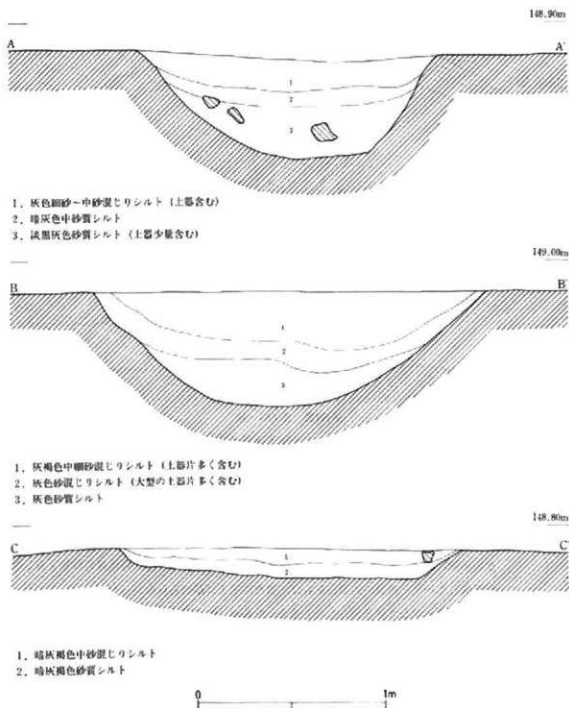 148.90m
A A'
1
2
3
1、灰色細砂~中砂混じりシルト（土器含む）
2、暗灰色中砂質シルト
3、淡黒灰色砂質シルト（土器少量含む）
149.00m
B B'
1
2
3
1、灰褐色中細砂混じりシルト（土器片多く含む）
2、灰色砂混じりシルト（大型の土器片多く含む）
3、灰色砂質シルト
148.80m
C C'
1
2
1、暗灰褐色中砂混じりシルト
2、暗灰褐色砂質シルト
0 1m